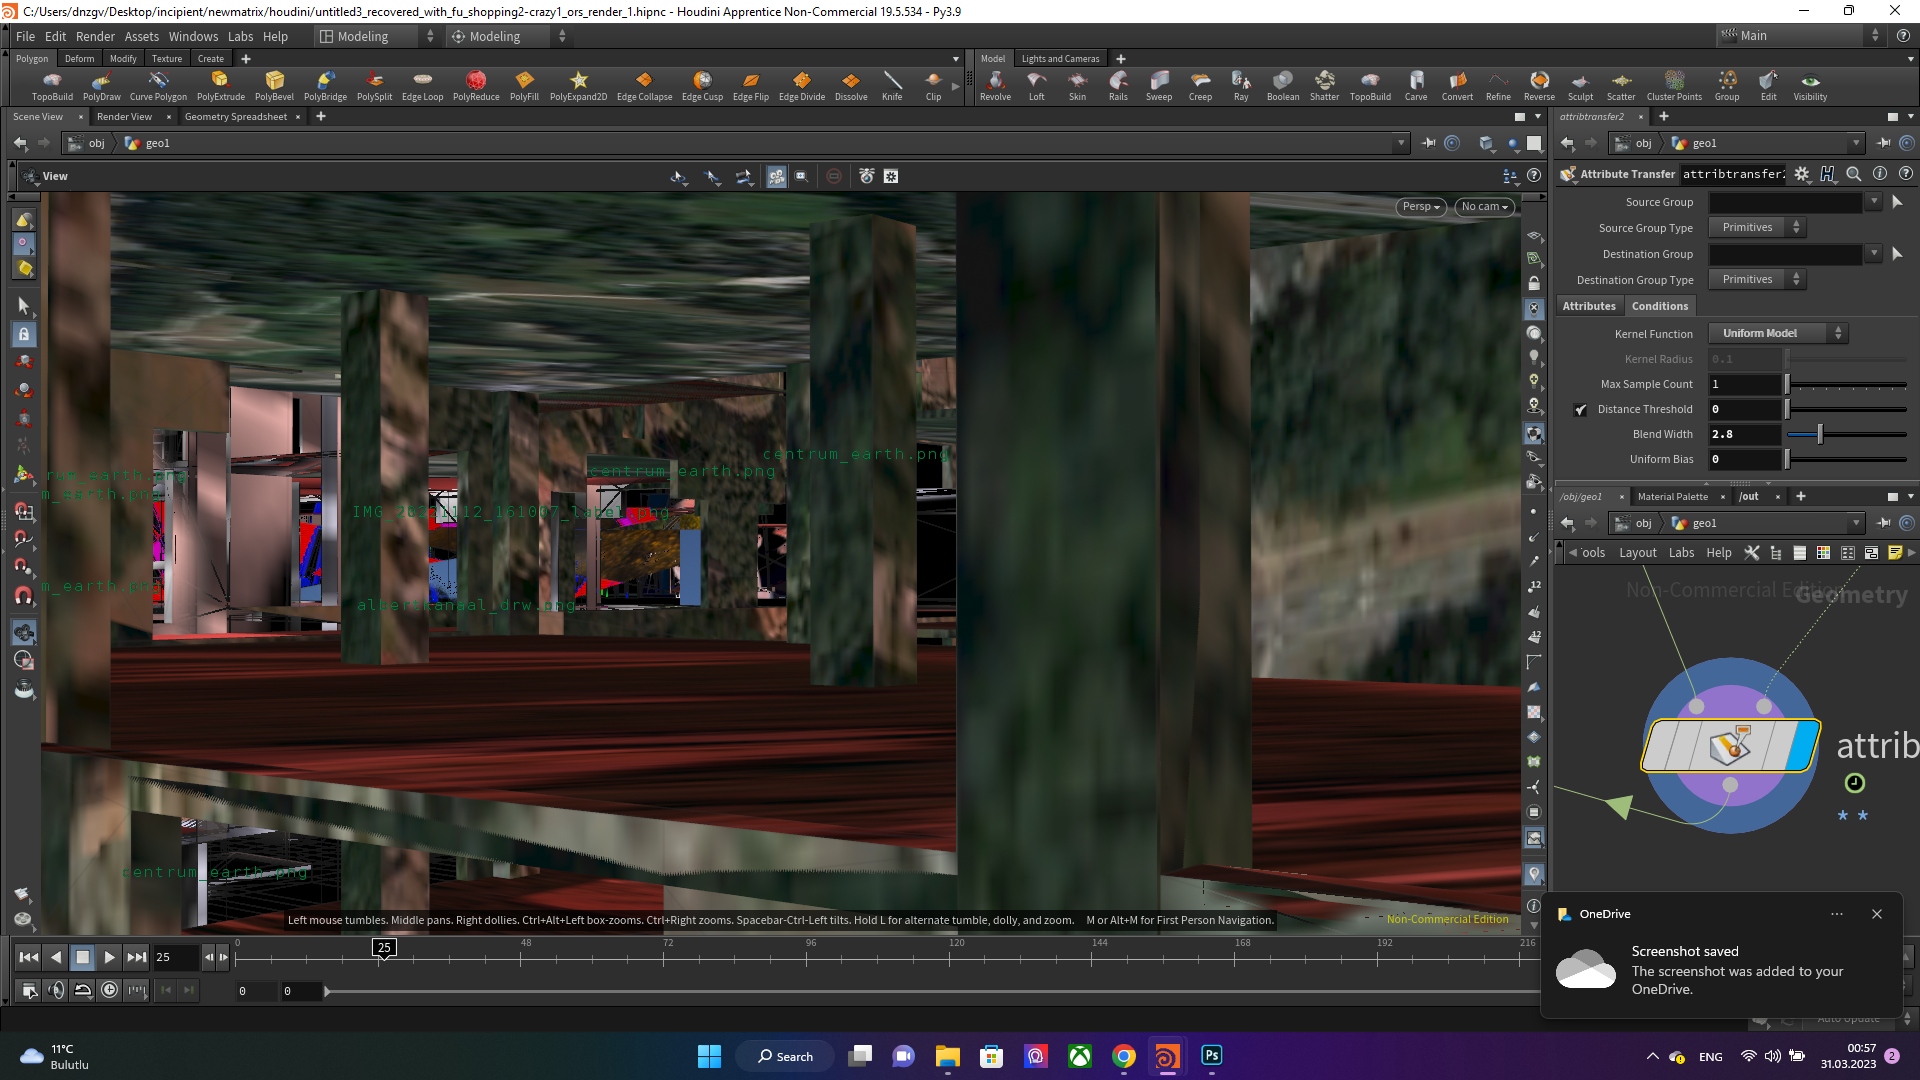 C:/Users/dnzgv/Desktop/incipient/newmatrix/houdini/untitled3_recovered_with_fu_shopping2-crazy1_ors_render_1.hipnc - Houdini Apprentice Non-Commercial 19.5.534 - Py3.9
File Edit Render Assets Windows Labs Help Modeling Modeling Main
Polygon Deform Modify Texture Create
Model Lights and Cameras
TopoBuild PolyDraw Curve Polygon PolyExtrude PolyBevel PolyBridge PolySplit Edge Loop PolyReduce PolyFill PolyExpand2D Edge Collapse Edge Cusp Edge Flip Edge Divide Dissolve Knife Clip
Revolve Loft Skin Rails Sweep Creep Ray Boolean Shatter TopoBuild Carve Convert Refine Reverse Sculpt Scatter Cluster Points Group Edit Visibility
Scene View Render View Geometry Spreadsheet
attribtransfer2
obj geo1
obj geo1
View
Persp No cam
Attribute Transfer attribtransfer2
Source Group
Source Group Type Primitives
Destination Group
Destination Group Type Primitives
Attributes Conditions
Kernel Function Uniform Model
Kernel Radius 0.1
Max Sample Count 1
Distance Threshold 0
Blend Width 2.8
Uniform Bias 0
centrum_earth.png
centrum_earth.png
rum_earth.png
m_earth.png
IMG_20221112_161007_label.png
m_earth.png
centrum_earth.png
/obj/geo1 Material Palette /out
obj geo1
ools Layout Labs Help
Non-Commercial Edition
Geometry
attrib
Left mouse tumbles. Middle pans. Right dollies. Ctrl+Alt+Left box-zooms. Ctrl+Right zooms. Spacebar-Ctrl-Left tilts. Hold L for alternate tumble, dolly, and zoom. M or Alt+M for First Person Navigation.
Non-Commercial Edition
OneDrive
Screenshot saved
The screenshot was added to your
OneDrive.
25
0 25 48 72 96 120 144 168 192 216
0 0
Auto Update
11°C
Bulutlu
Search
Ps
ENG
00:57
31.03.2023
2